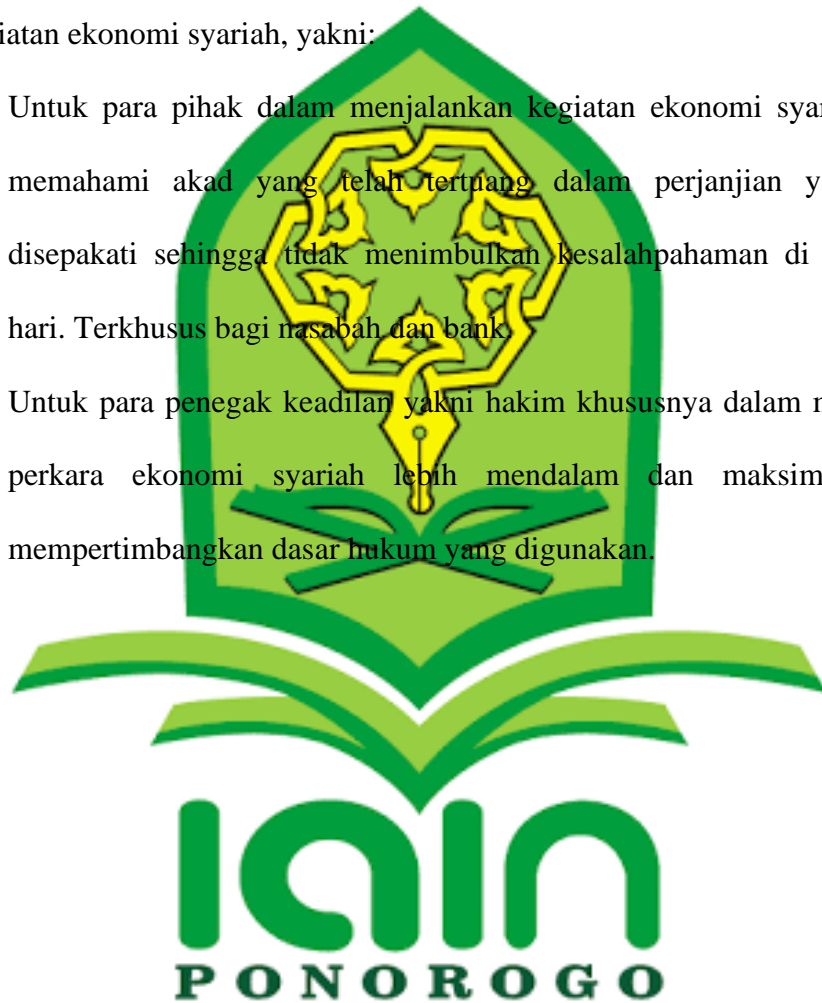 iatan ekonomi syariah, yakni:
Untuk para pihak dalam menjalankan kegiatan ekonomi syar
memahami akad yang telah tertuang dalam perjanjian y
disepakati sehingga tidak menimbulkan kesalahpahaman di
hari. Terkhusus bagi nasabah dan bank.
Untuk para penegak keadilan yakni hakim khususnya dalam m
perkara ekonomi syariah lebih mendalam dan maksim
mempertimbangkan dasar hukum yang digunakan.
iain
PONOROGO